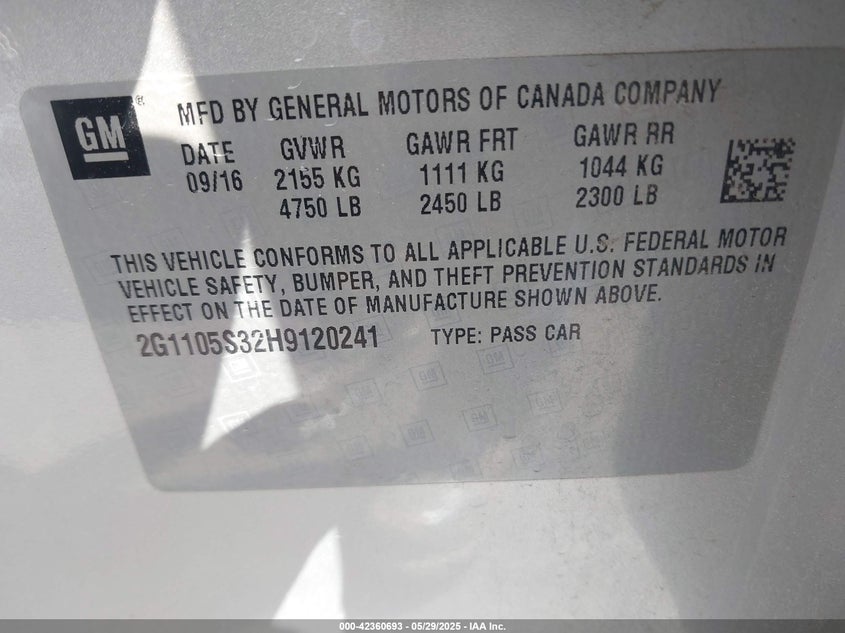 GM ® MFD BY GENERAL MOTORS OF CANADA COMPANY
DATE GVWR GAWR FRT GAWR RR
09/16 2155 KG 1111 KG 1044 KG
4750 LB 2450 LB 2300 LB
THIS VEHICLE CONFORMS TO ALL APPLICABLE U.S. FEDERAL MOTOR
VEHICLE SAFETY, BUMPER, AND THEFT PREVENTION STANDARDS IN
EFFECT ON THE DATE OF MANUFACTURE SHOWN ABOVE.
2G1105S32H9120241 TYPE: PASS CAR
000-42360693 - 05/29/2025 - IAA Inc.